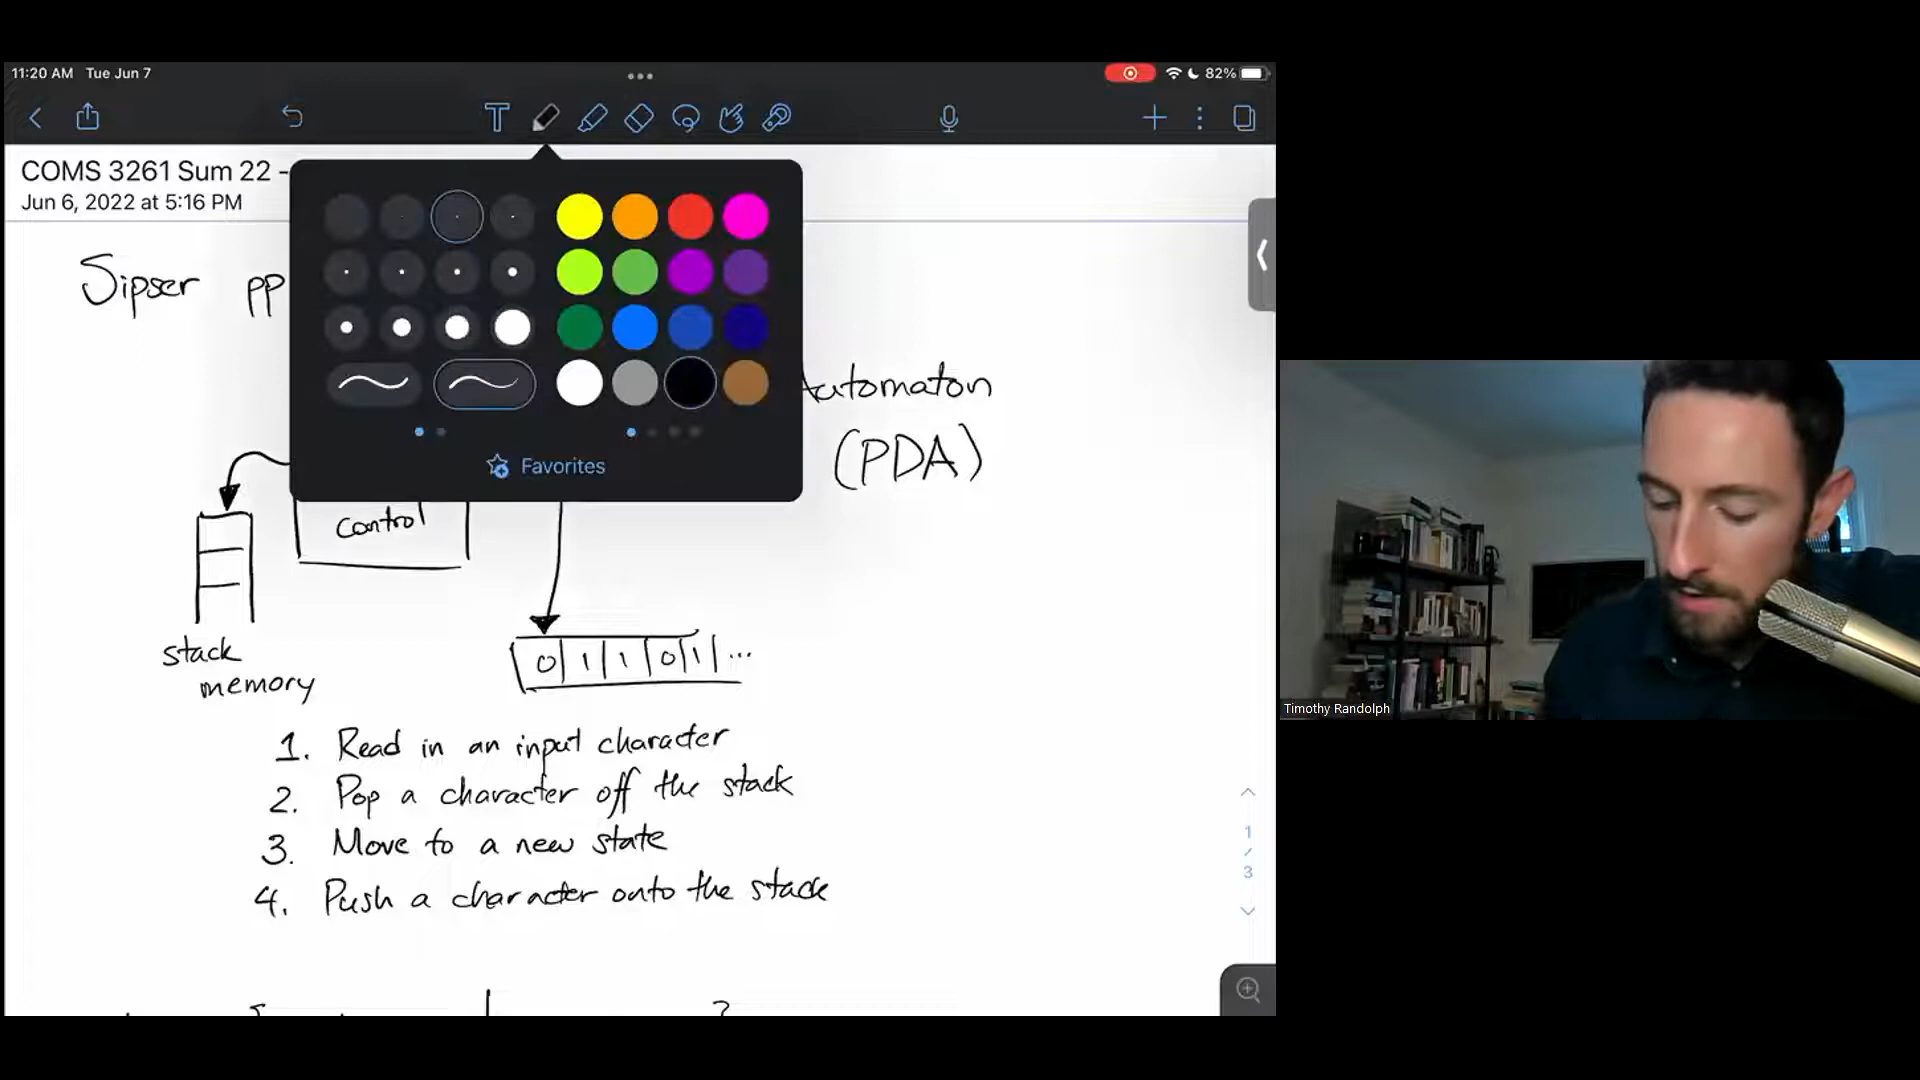 11:20 AM Tue Jun 7
82%
COMS 3261 Sum 22 -
Jun 6, 2022 at 5:16 PM
Sipser pp
Favorites
Automaton
(PDA)
control
stack
memory
0 1 1 0 1 ...
1. Read in an input character
2. Pop a character off the stack
3. Move to a new state
4. Push a character onto the stack
1
/
3
Timothy Randolph